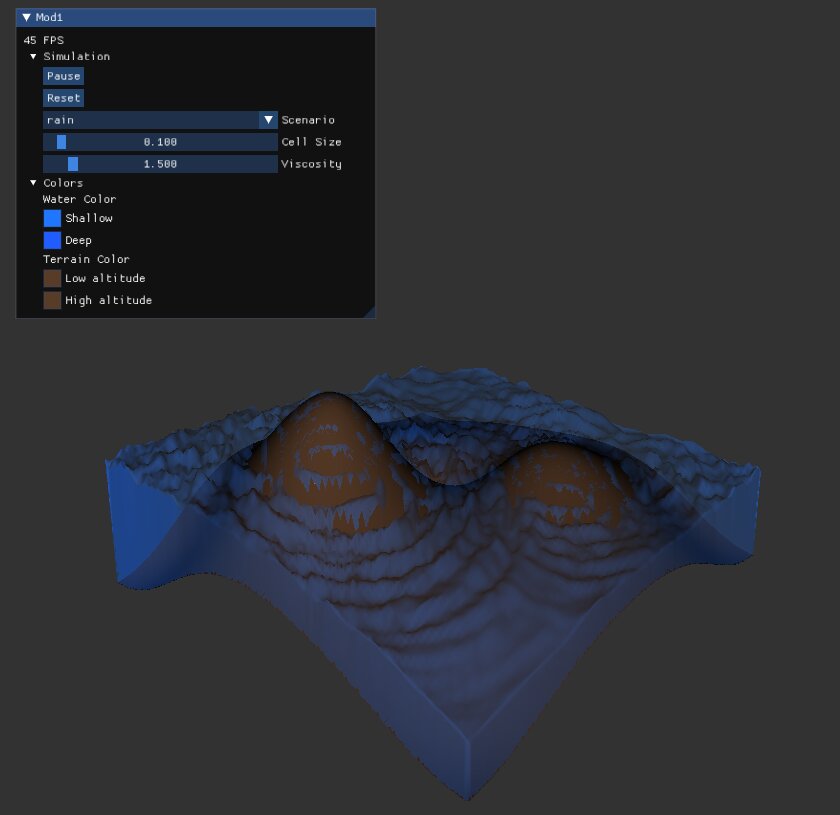 Mod1
45 FPS
Simulation
Pause
Reset
rain Scenario
0.100 Cell Size
1.500 Viscosity
Colors
Water Color
Shallow
Deep
Terrain Color
Low altitude
High altitude